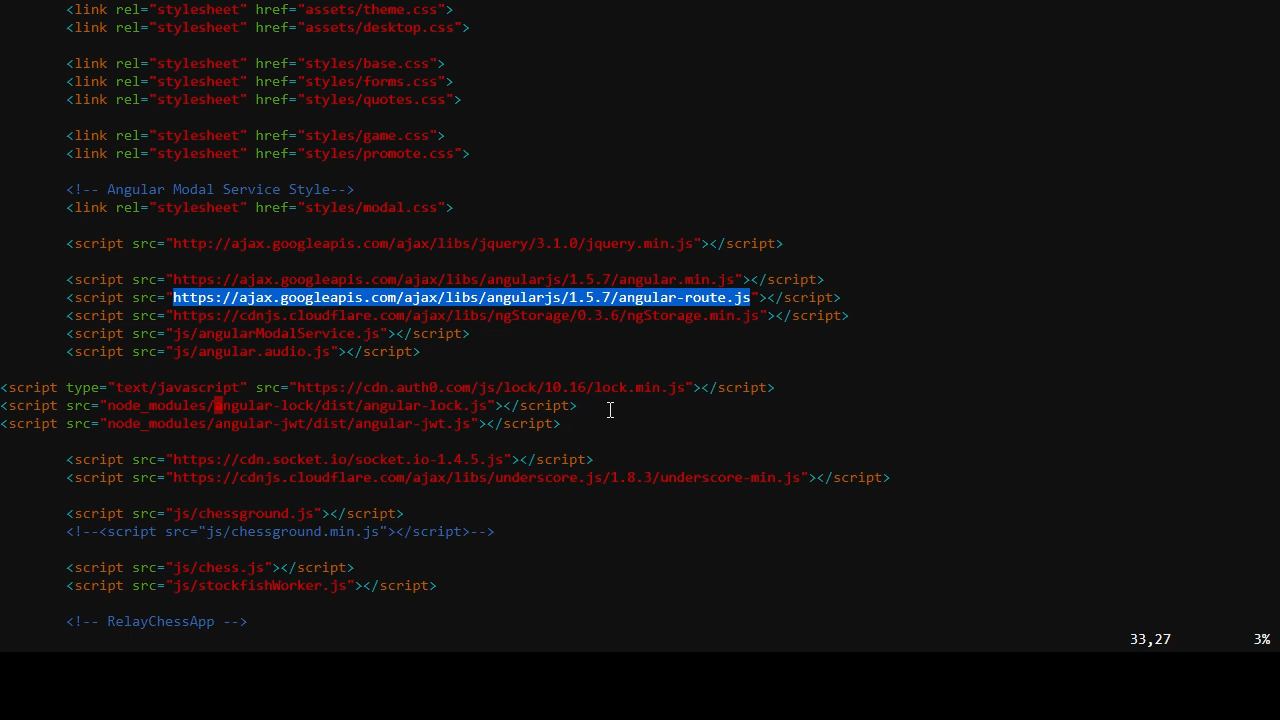 <link rel="stylesheet" href="assets/theme.css">
<link rel="stylesheet" href="assets/desktop.css">
<link rel="stylesheet" href="styles/base.css">
<link rel="stylesheet" href="styles/forms.css">
<link rel="stylesheet" href="styles/quotes.css">
<link rel="stylesheet" href="styles/game.css">
<link rel="stylesheet" href="styles/promote.css">
<!-- Angular Modal Service Style-->
<link rel="stylesheet" href="styles/modal.css">
<script src="http://ajax.googleapis.com/ajax/libs/jquery/3.1.0/jquery.min.js"></script>
<script src="https://ajax.googleapis.com/ajax/libs/angularjs/1.5.7/angular.min.js"></script>
<script src="https://ajax.googleapis.com/ajax/libs/angularjs/1.5.7/angular-route.js"></script>
<script src="https://cdnjs.cloudflare.com/ajax/libs/ngStorage/0.3.6/ngStorage.min.js"></script>
<script src="js/angularModalService.js"></script>
<script src="js/angular.audio.js"></script>
<script type="text/javascript" src="https://cdn.auth0.com/js/lock/10.16/lock.min.js"></script>
<script src="node_modules/angular-lock/dist/angular-lock.js"></script>
<script src="node_modules/angular-jwt/dist/angular-jwt.js"></script>
<script src="https://cdn.socket.io/socket.io-1.4.5.js"></script>
<script src="https://cdnjs.cloudflare.com/ajax/libs/underscore.js/1.8.3/underscore-min.js"></script>
<script src="js/chessground.js"></script>
<!--<script src="js/chessground.min.js"></script>-->
<script src="js/chess.js"></script>
<script src="js/stockfishWorker.js"></script>
<!-- RelayChessApp -->
33,27 3%